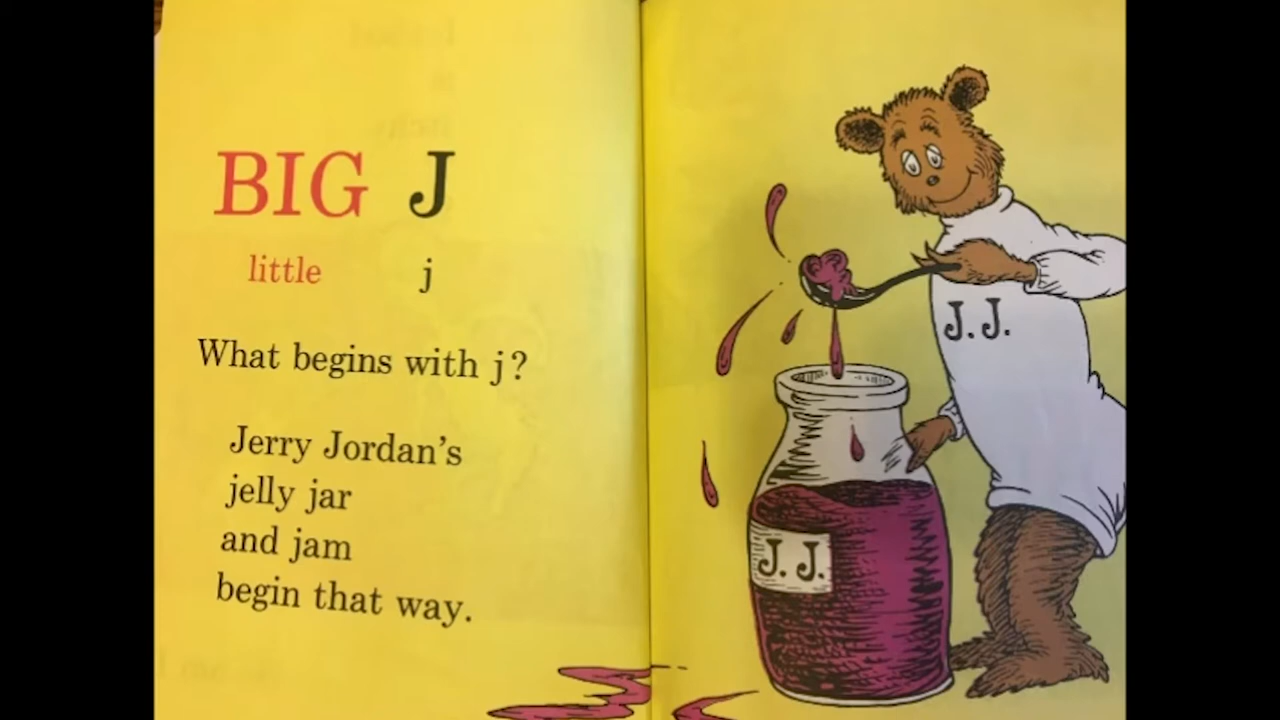 BIG J
little j
What begins with j?
Jerry Jordan's
jelly jar
and jam
begin that way.
J.J.
J. J.